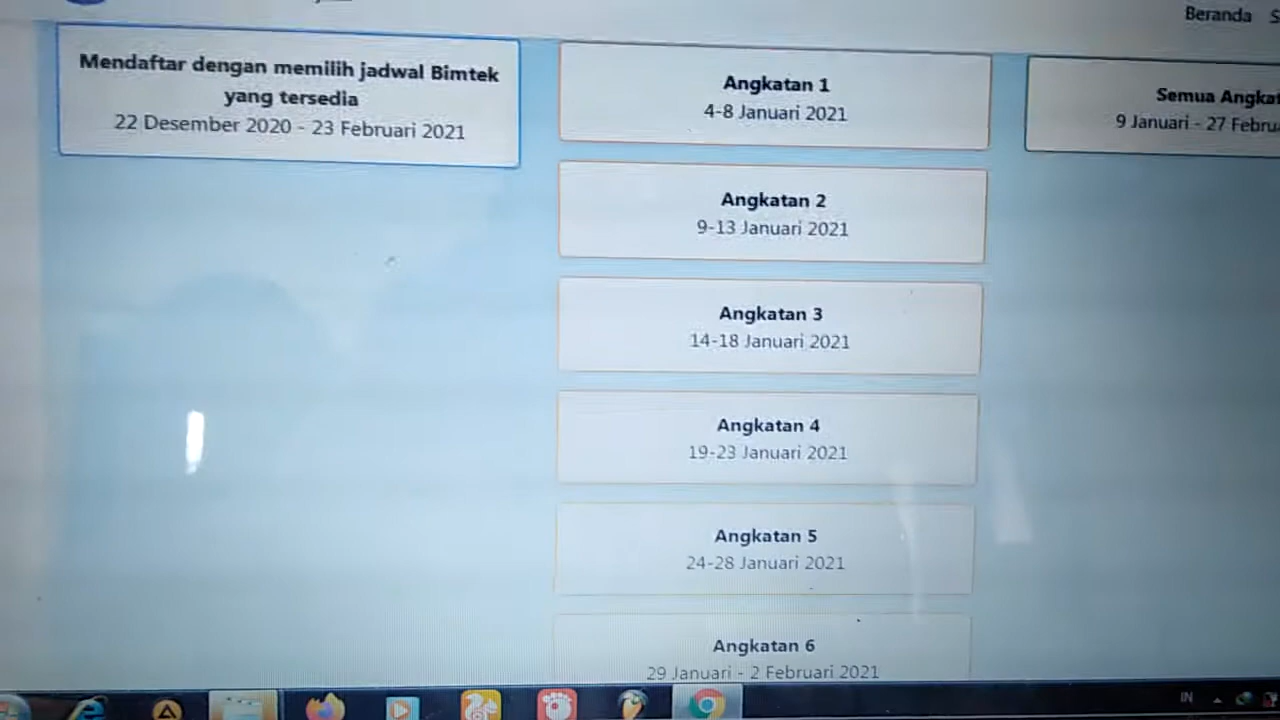 Beranda
Mendaftar dengan memilih jadwal Bimtek
yang tersedia
22 Desember 2020 - 23 Februari 2021
Angkatan 1
4-8 Januari 2021
Angkatan 2
9-13 Januari 2021
Angkatan 3
14-18 Januari 2021
Angkatan 4
19-23 Januari 2021
Angkatan 5
24-28 Januari 2021
Angkatan 6
29 Januari - 2 Februari 2021
Semua
9 Januari - 27
IN